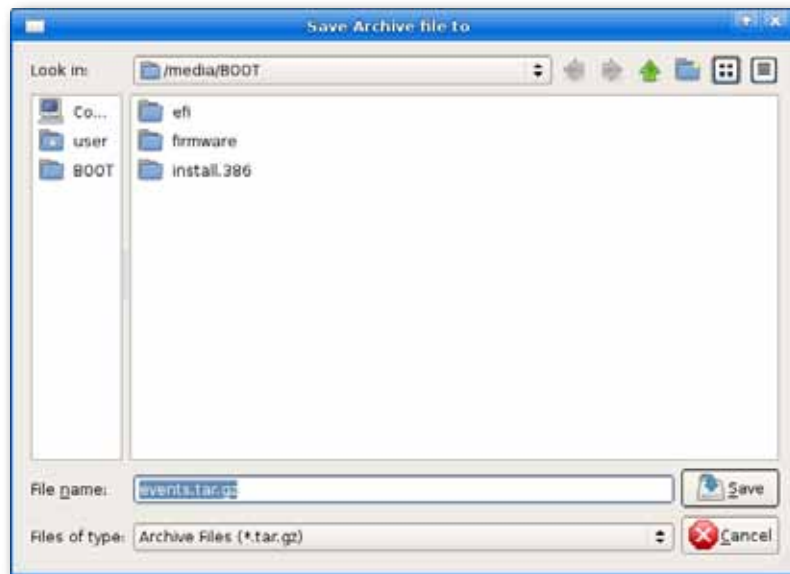 Save Archive file to
Look in: /media/BOOT
Co...
user
BOOT
efi
firmware
install.386
File name: events.tar.gz Save
Files of type: Archive Files (*.tar.gz) Cancel